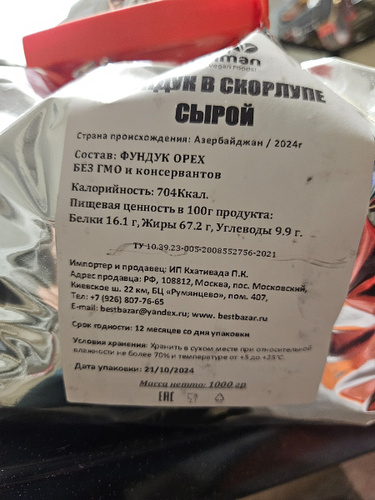 vegan food
ФУНДУК В СКОРЛУПЕ
СЫРОЙ
Страна происхождения: Азербайджан / 2024г
Состав: ФУНДУК ОРЕХ
БЕЗ ГМО и консервантов
Калорийность: 704Ккал.
Пищевая ценность в 100г продукта:
Белки 16.1 г, Жиры 67.2 г, Углеводы 9.9 г.
ТУ 10.39.23-005-2008552756-2021
Импортер и продавец: ИП Кхативада П.К.
Адрес продавца: РФ, 108812, Москва, пос. Московский,
Киевское ш. 22 км, БЦ «Румянцево», пом. 407,
Тел: +7 (926) 807-76-65
E-mail: bestbazar@yandex.ru; www. bestbazar.ru
Срок годности: 12 месяцев со дня упаковки
Условия хранения: Хранить в сухом месте при относительной
влажности не более 70% и температуре от +3 до +25°С.
Дата упаковки: 21/10/2024
Масса нетто: 1000 гр
EAC